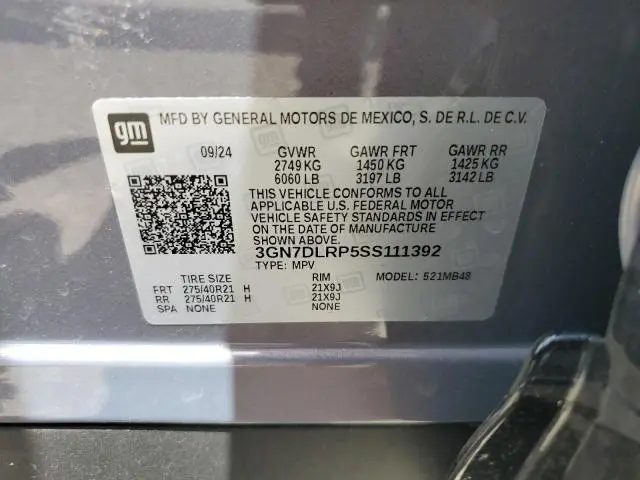 gm MFD BY GENERAL MOTORS DE MEXICO, S. DE R.L. DE C.V.
09/24 GVWR GAWR FRT GAWR RR
2749 KG 1450 KG 1425 KG
6060 LB 3197 LB 3142 LB
THIS VEHICLE CONFORMS TO ALL
APPLICABLE U.S. FEDERAL MOTOR
VEHICLE SAFETY STANDARDS IN EFFECT
ON THE DATE OF MANUFACTURE
SHOWN ABOVE.
3GN7DLRP5SS111392
TYPE: MPV
TIRE SIZE RIM MODEL: 521MB48
FRT 275/40R21 H 21X9J
RR 275/40R21 H 21X9J
SPA NONE NONE